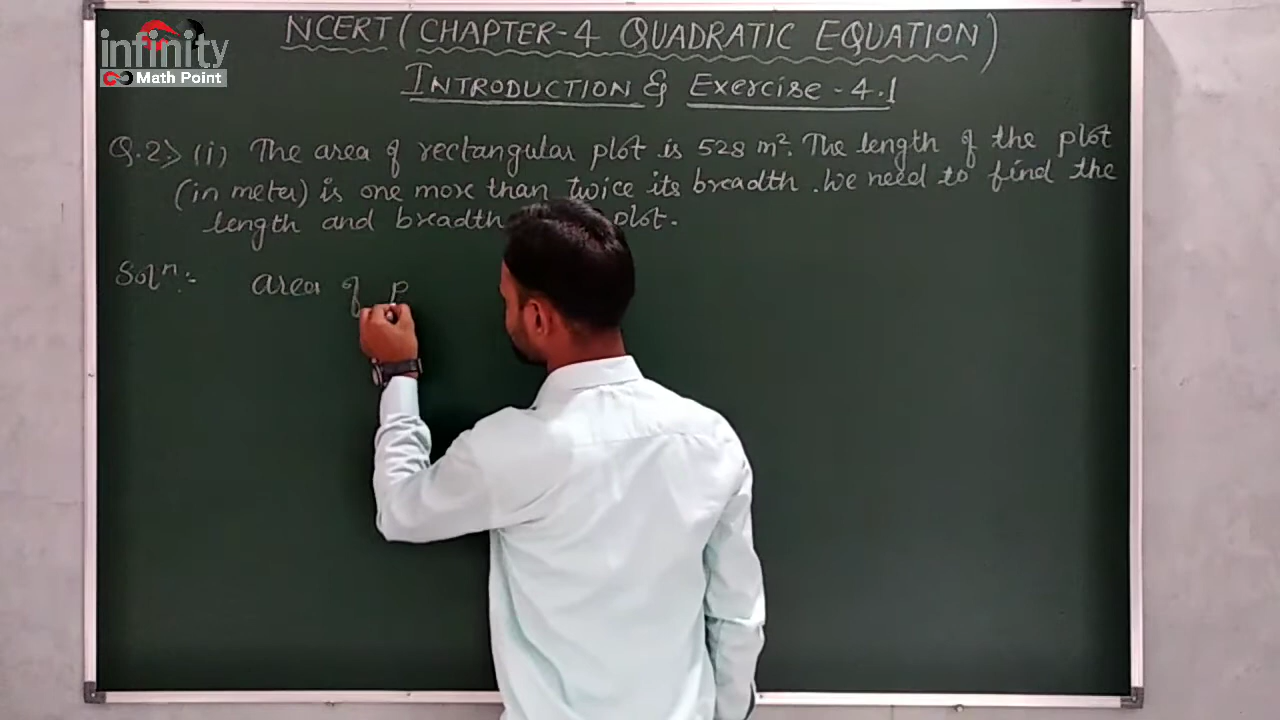 infinity
Math Point
NCERT (CHAPTER-4 QUADRATIC EQUATION)
INTRODUCTION & Exercise - 4.1
Q.2> (i) The area of rectangular plot is 528 m². The length of the plot
(in meter) is one more than twice its breadth. We need to find the
length and breadth plot.
Solⁿ:- area of p